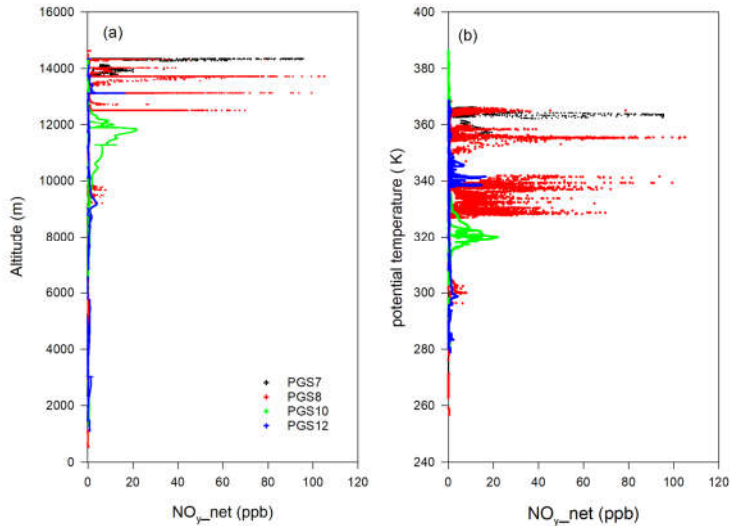 (a)
Altitude (m)
16000
14000
12000
10000
8000
6000
4000
2000
0
PGS7
PGS8
PGS10
PGS12
0 20 40 60 80 100 120
NOy_net (ppb)
(b)
potential temperature ( K)
400
380
360
340
320
300
280
260
240
0 20 40 60 80 100 120
NOy_net (ppb)